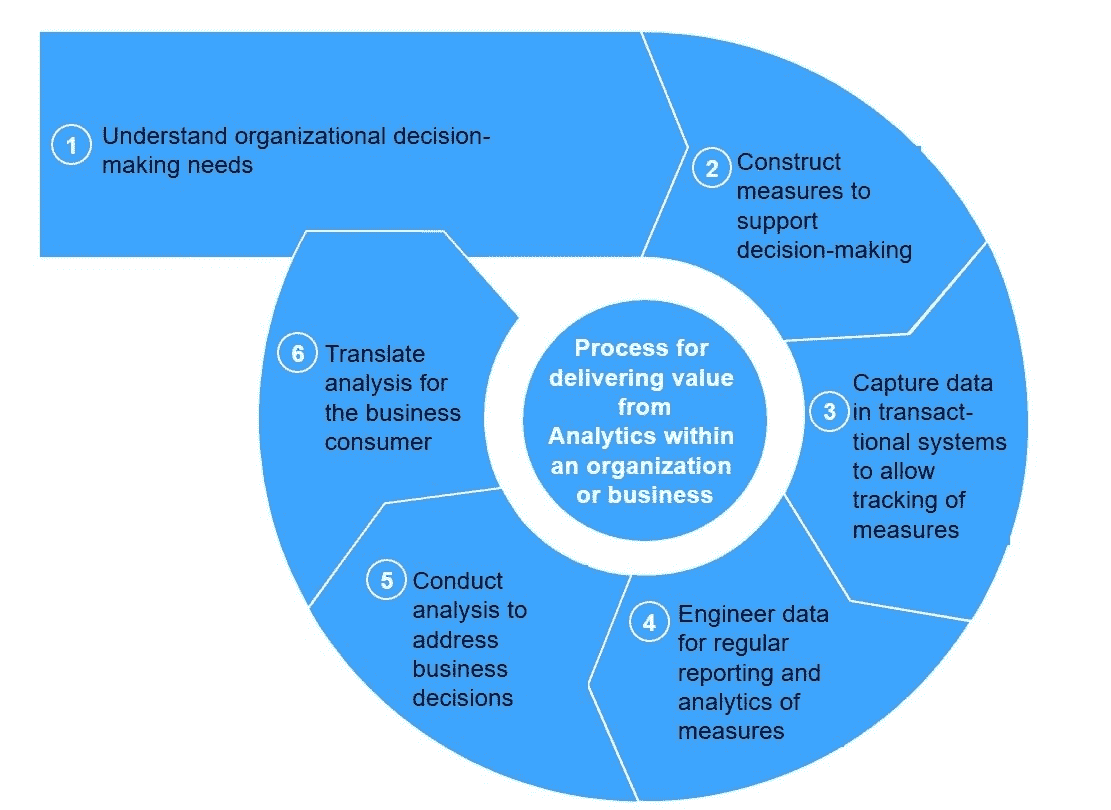 1 Understand organizational decision-
making needs
2 Construct
measures to
support
decision-making
3 Capture data
in transact-
tional systems
to allow
tracking of
measures
4 Engineer data
for regular
reporting and
analytics of
measures
5 Conduct
analysis to
address
business
decisions
6 Translate
analysis for
the business
consumer
Process for
delivering value
from
Analytics within
an organization
or business